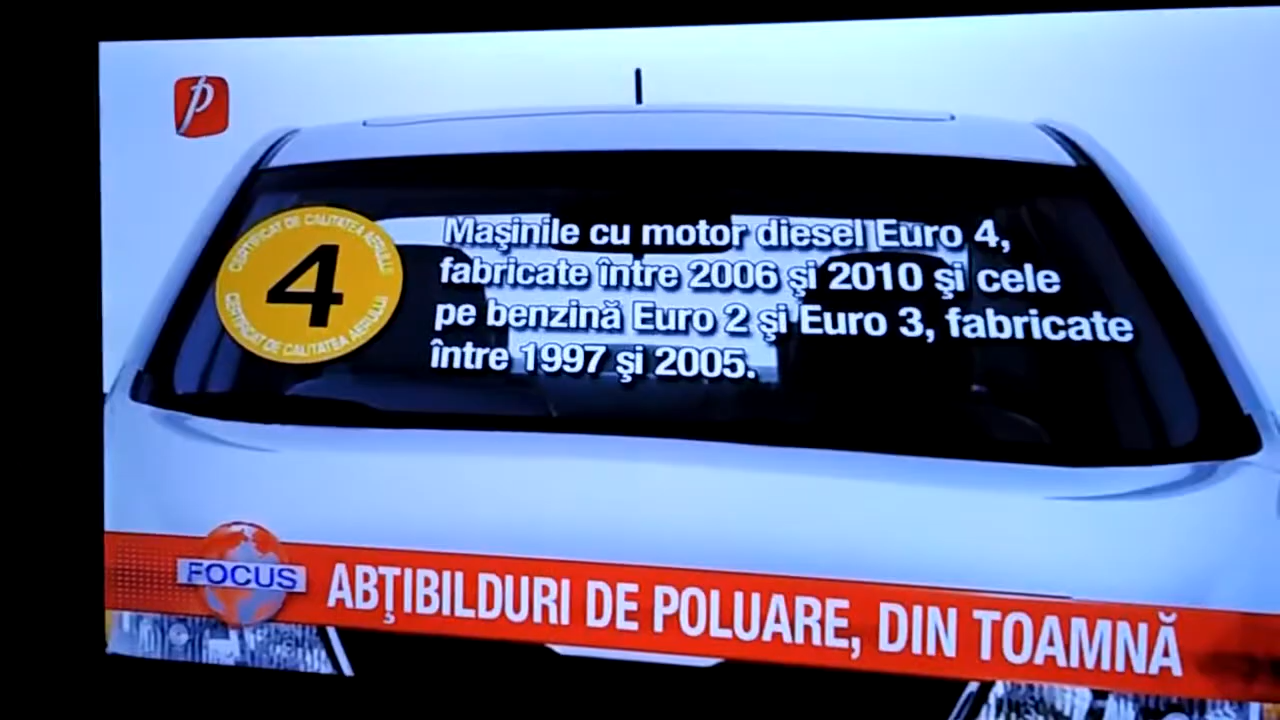 p
CERTIFICAT DE CALITATEA AERULUI
4
CERTIFICAT DE CALITATEA AERULUI
Maşinile cu motor diesel Euro 4,
fabricate între 2006 şi 2010 şi cele
pe benzină Euro 2 şi Euro 3, fabricate
între 1997 şi 2005.
FOCUS
ABŢIBILDURI DE POLUARE, DIN TOAMNĂ